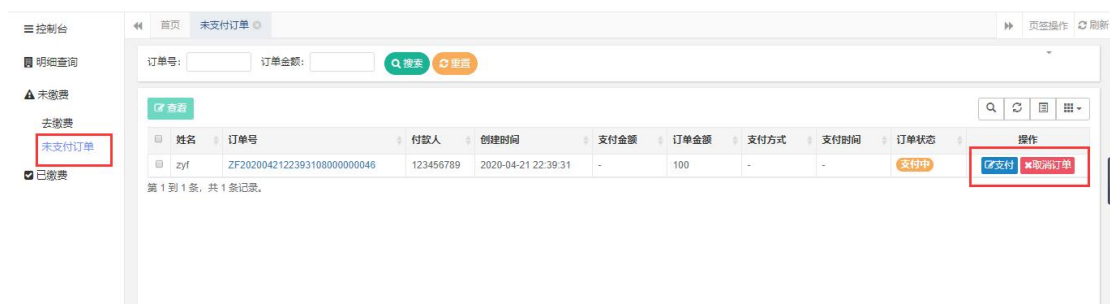 控制台
首页 未支付订单 页签操作 刷新
明细查询
订单号: 订单金额: 搜索 重置
未缴费
去缴费
未支付订单
已缴费
查看
姓名 订单号 付款人 创建时间 支付金额 订单金额 支付方式 支付时间 订单状态 操作
zyf ZF2020042122393108000000046 123456789 2020-04-21 22:39:31 - 100 - - 支付中 支付 取消订单
第 1 到 1 条，共 1 条记录。